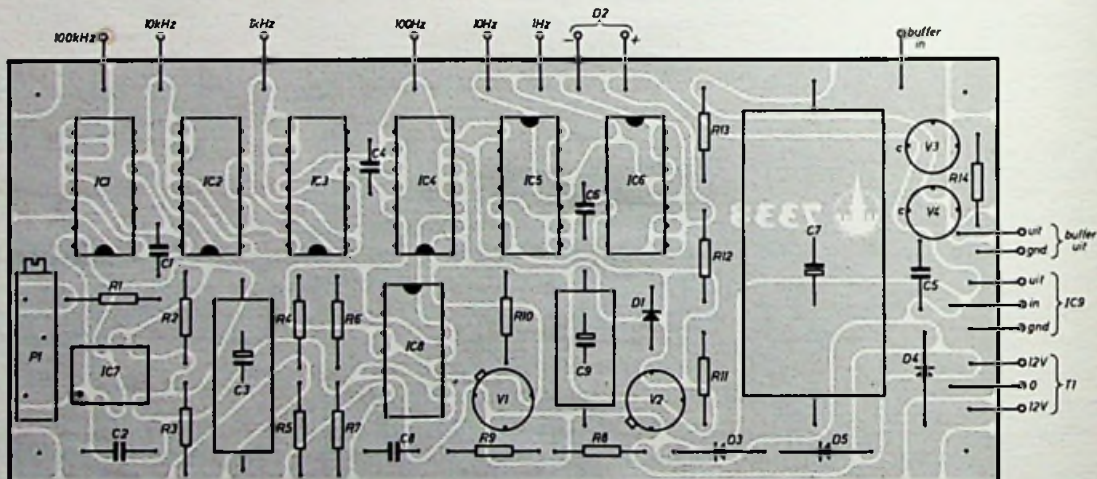 100kHz
10kHz
1kHz
100Hz
10Hz
1Hz
D2
- +
buffer
in
IC1
IC2
IC3
C4
IC4
IC5
C6
IC6
R13
C7
V3
c
V4
c
R14
7333
uit
gnd
buffer
uit
C1
R12
C5
uit
in
gnd
IC9
P1
R1
R2
C3
R4
R6
IC8
R10
C9
D1
D4
12V
0
12V
T1
IC7
R3
R5
R7
V1
V2
R11
C2
C8
R9
R8
D3
D5